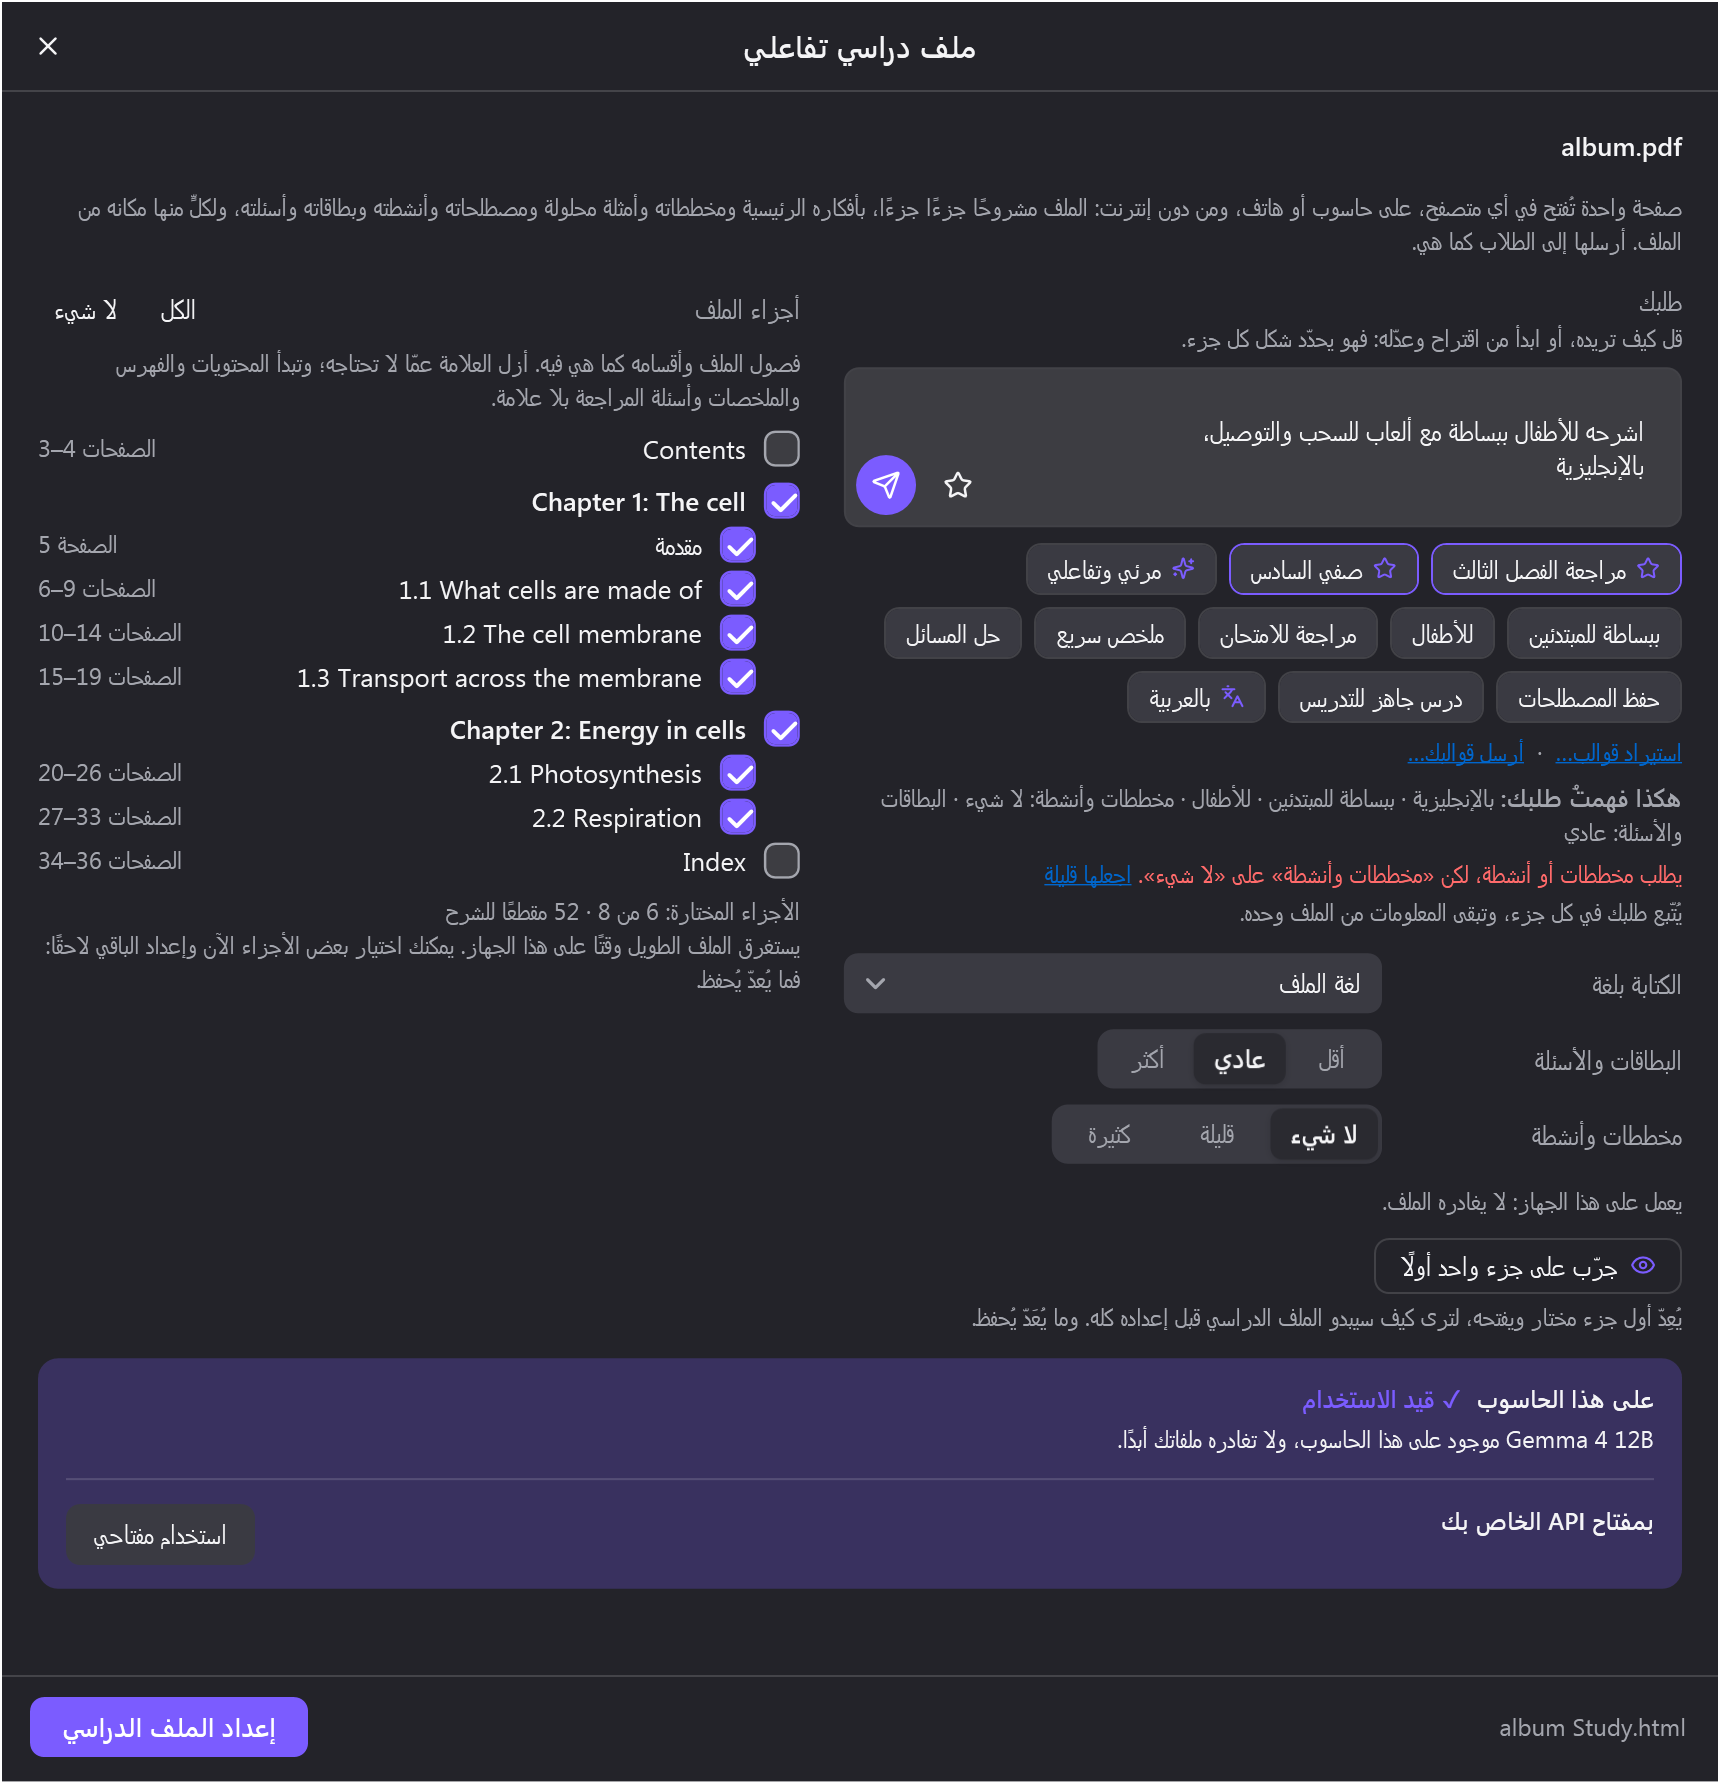 ملف دراسي تفاعلي
album.pdf
صفحة واحدة تُفتح في أي متصفح، على حاسوب أو هاتف، ومن دون إنترنت: الملف مشروحًا جزءًا جزءًا، بأفكاره الرئيسية ومخططاته وأمثلة محلولة ومصطلحاته وأنشطته وبطاقاته وأسئلته، ولكلٍّ منها مكانه من
الملف. أرسلها إلى الطلاب كما هي.
طلبك
قل كيف تريده، أو ابدأ من اقتراح وعدّله: فهو يحدّد شكل كل جزء.
اشرحه للأطفال ببساطة مع ألعاب للسحب والتوصيل،
بالإنجليزية
مراجعة الفصل الثالث
صفي السادس
مرئي وتفاعلي
ببساطة للمبتدئين
للأطفال
مراجعة للامتحان
ملخص سريع
حل المسائل
حفظ المصطلحات
درس جاهز للتدريس
بالعربية
استيراد قوالب... · أرسل قوالبك...
هكذا فهمتُ طلبك: بالإنجليزية · ببساطة للمبتدئين · للأطفال · مخططات وأنشطة: لا شيء · البطاقات
والأسئلة: عادي
يطلب مخططات أو أنشطة، لكن «مخططات وأنشطة» على «لا شيء». اجعلها قليلة
يُتّبع طلبك في كل جزء، وتبقى المعلومات من الملف وحده.
الكتابة بلغة
لغة الملف
البطاقات والأسئلة
أقل
عادي
أكثر
مخططات وأنشطة
لا شيء
قليلة
كثيرة
يعمل على هذا الجهاز: لا يغادره الملف.
جرّب على جزء واحد أولًا
يُعِدّ أول جزء مختار ويفتحه، لترى كيف سيبدو الملف الدراسي قبل إعداده كله. وما يُعَدّ يُحفظ.
أجزاء الملف
الكل
لا شيء
فصول الملف وأقسامه كما هي فيه. أزل العلامة عمّا لا تحتاجه؛ وتبدأ المحتويات والفهرس
والملخصات وأسئلة المراجعة بلا علامة.
Contents الصفحات 3–4
Chapter 1: The cell
مقدمة الصفحة 5
1.1 What cells are made of الصفحات 6–9
1.2 The cell membrane الصفحات 10–14
1.3 Transport across the membrane الصفحات 15–19
Chapter 2: Energy in cells
2.1 Photosynthesis الصفحات 20–26
2.2 Respiration الصفحات 27–33
Index الصفحات 34–36
الأجزاء المختارة: 6 من 8 · 52 مقطعًا للشرح
يستغرق الملف الطويل وقتًا على هذا الجهاز. يمكنك اختيار بعض الأجزاء الآن وإعداد الباقي لاحقًا:
فما يُعدّ يُحفظ.
على هذا الحاسوب ✓ قيد الاستخدام
Gemma 4 12B موجود على هذا الحاسوب، ولا تغادره ملفاتك أبدًا.
بمفتاح API الخاص بك
استخدام مفتاحي
album Study.html
إعداد الملف الدراسي